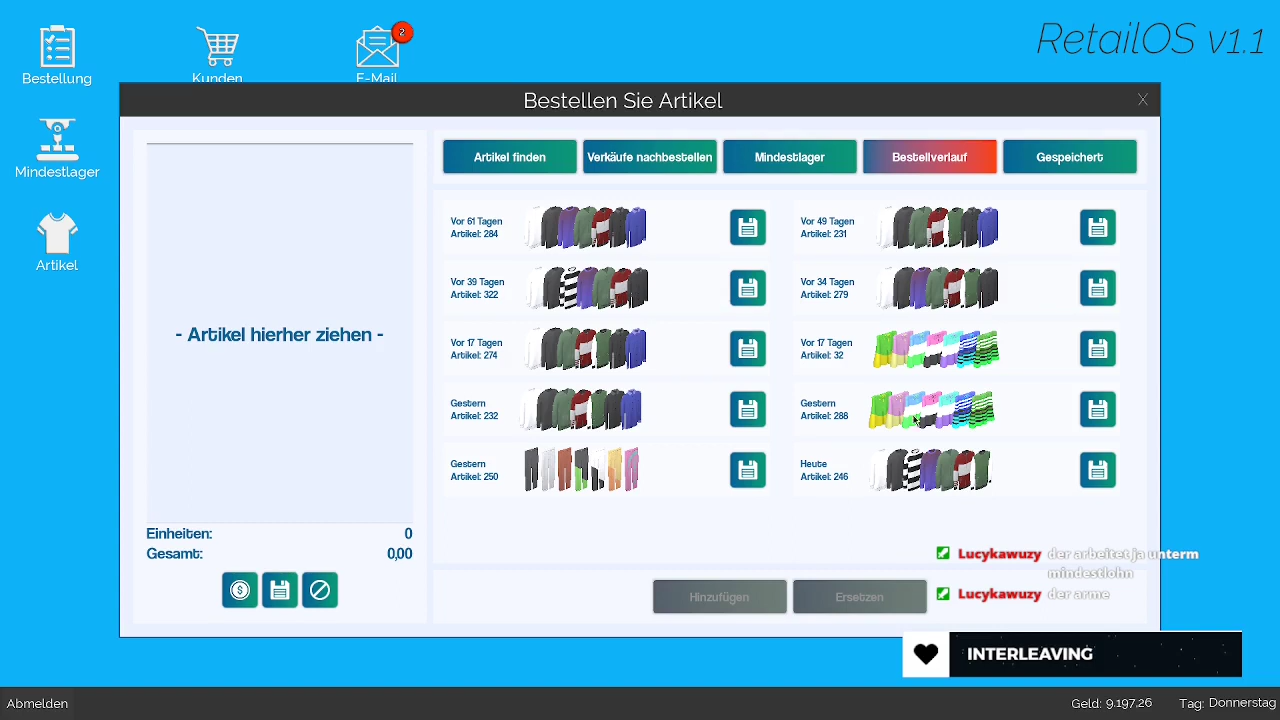 RetailOS v1.1
Bestellung
Kunden
E-Mail
2
Mindestlager
Artikel
Bestellen Sie Artikel
X
Artikel finden
Verkäufe nachbestellen
Mindestlager
Bestellverlauf
Gespeichert
- Artikel hierher ziehen -
Vor 61 Tagen
Artikel: 284
Vor 49 Tagen
Artikel: 231
Vor 39 Tagen
Artikel: 322
Vor 34 Tagen
Artikel: 279
Vor 17 Tagen
Artikel: 274
Vor 17 Tagen
Artikel: 32
Gestern
Artikel: 232
Gestern
Artikel: 288
Gestern
Artikel: 250
Heute
Artikel: 246
Einheiten: 0
Gesamt: 0,00
Hinzufügen
Ersetzen
Lucykawuzy der arbeitet ja unterm
mindestlohn
Lucykawuzy der arme
INTERLEAVING
Abmelden
Geld: 9.197.26
Tag: Donnerstag